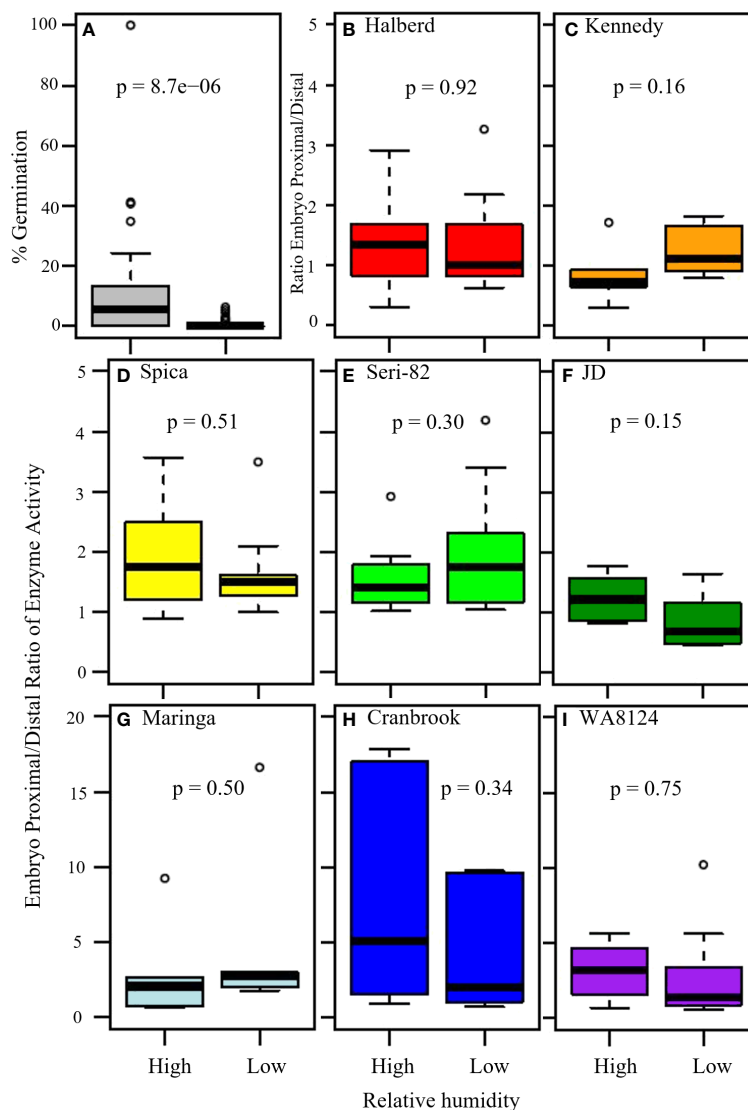 A
p = 8.7e−06
% Germination
100
80
60
40
20
0
B Halberd
p = 0.92
Ratio Embryo Proximal/Distal
5
4
3
2
1
0
C Kennedy
p = 0.16
D Spica
p = 0.51
5
4
3
2
1
0
E Seri-82
p = 0.30
F JD
p = 0.15
Embryo Proximal/Distal Ratio of Enzyme Activity
G Maringa
p = 0.50
20
15
10
5
0
H Cranbrook
p = 0.34
I WA8124
p = 0.75
High Low High Low High Low
Relative humidity